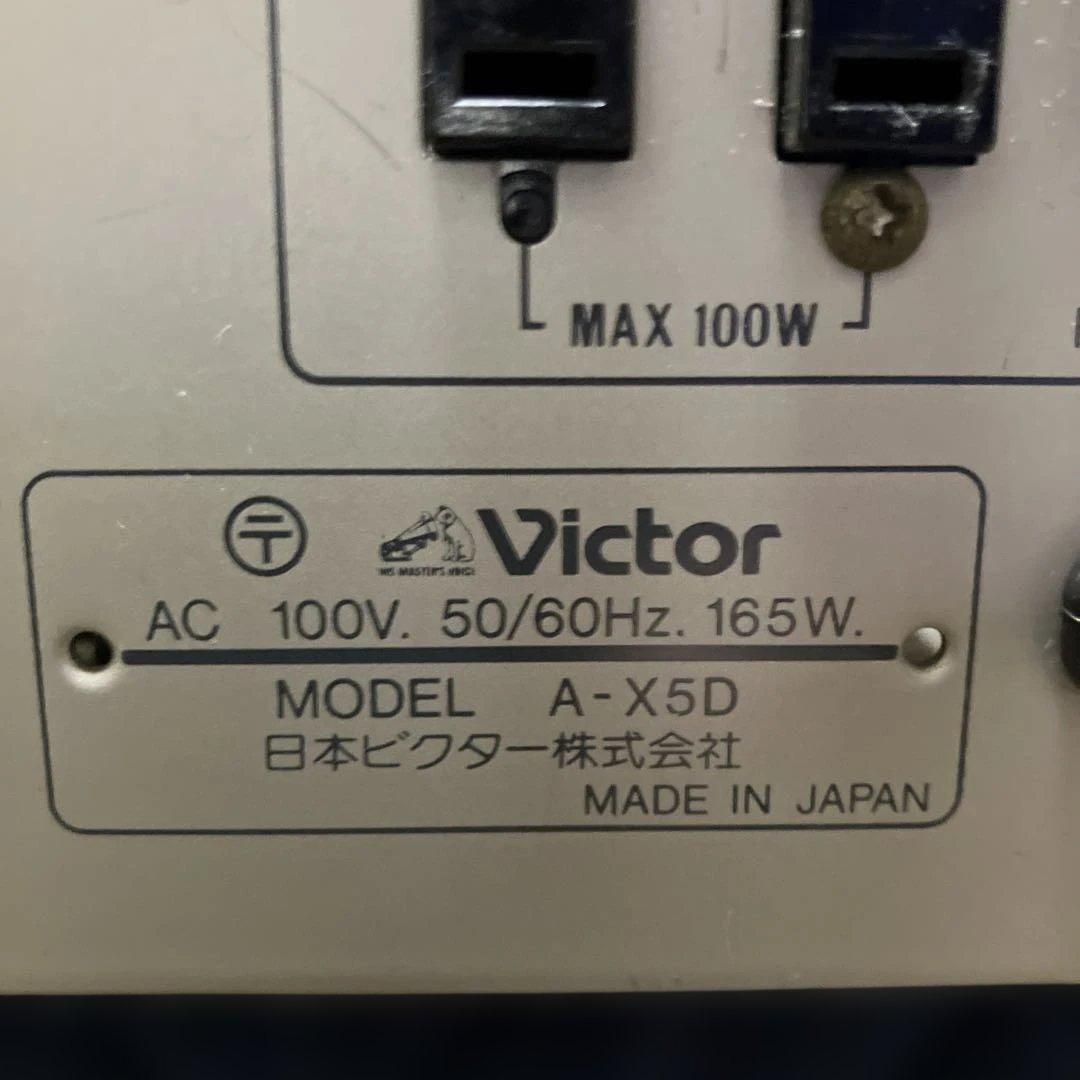 MAX 100W
〶 HIS MASTER'S VOICE Victor
AC 100V. 50/60Hz. 165W.
MODEL A-X5D
日本ビクター株式会社
MADE IN JAPAN